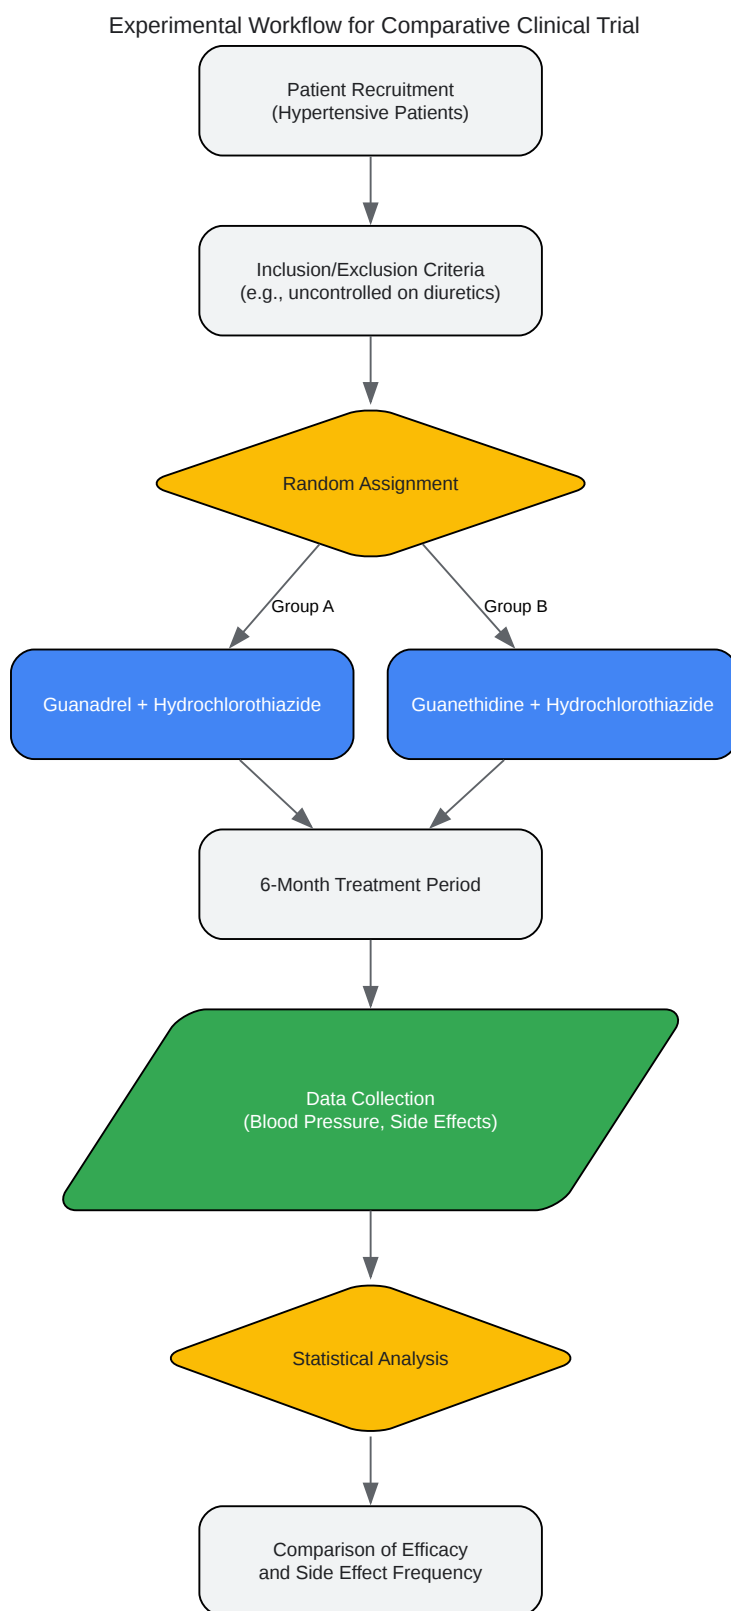 Experimental Workflow for Comparative Clinical Trial
Patient Recruitment
(Hypertensive Patients)
Inclusion/Exclusion Criteria
(e.g., uncontrolled on diuretics)
Random Assignment
Group A
Group B
Guanadrel + Hydrochlorothiazide
Guanethidine + Hydrochlorothiazide
6-Month Treatment Period
Data Collection
(Blood Pressure, Side Effects)
Statistical Analysis
Comparison of Efficacy
and Side Effect Frequency